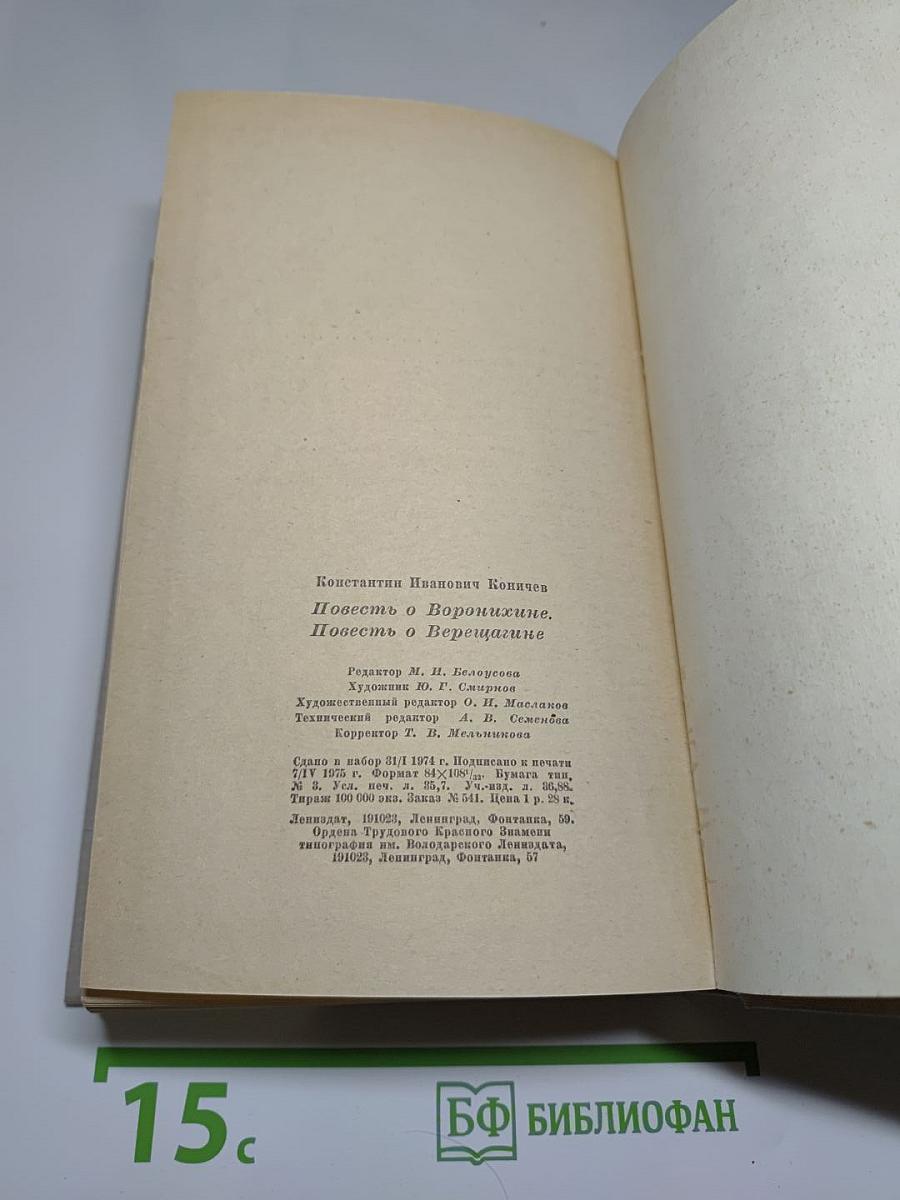 Константин Иванович Коничев
Повесть о Воронихине.
Повесть о Верещагине
Редактор М. И. Белоусова
Художник Ю. Г. Смирнов
Художественный редактор О. И. Маслаков
Технический редактор А. В. Семенова
Корректор Т. В. Мельникова
Сдано в набор 31/I 1974 г. Подписано к печати
7/IV 1975 г. Формат 84×108¹/₃₂. Бумага тип.
№ 3. Усл. печ. л. 35,7. Уч.-изд. л. 36,88.
Тираж 100 000 экз. Заказ № 541. Цена 1 р. 28 к.
Лениздат, 191023, Ленинград, Фонтанка, 59.
Ордена Трудового Красного Знамени
типография им. Володарского Лениздата,
191023, Ленинград, Фонтанка, 57
15 с
БФ БИБЛИОФАН